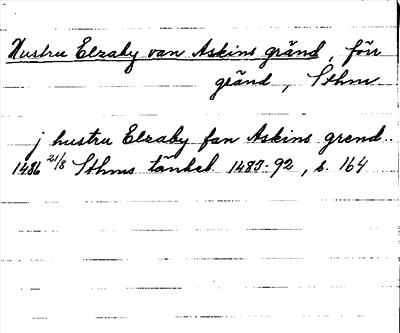 Hustru Elzaby van Askins gränd, förr
gränd, Sthm
j hustru Elzaby fan Askins grend..
1486 21/8 Sthms tänkeb. 1483-92, s. 164